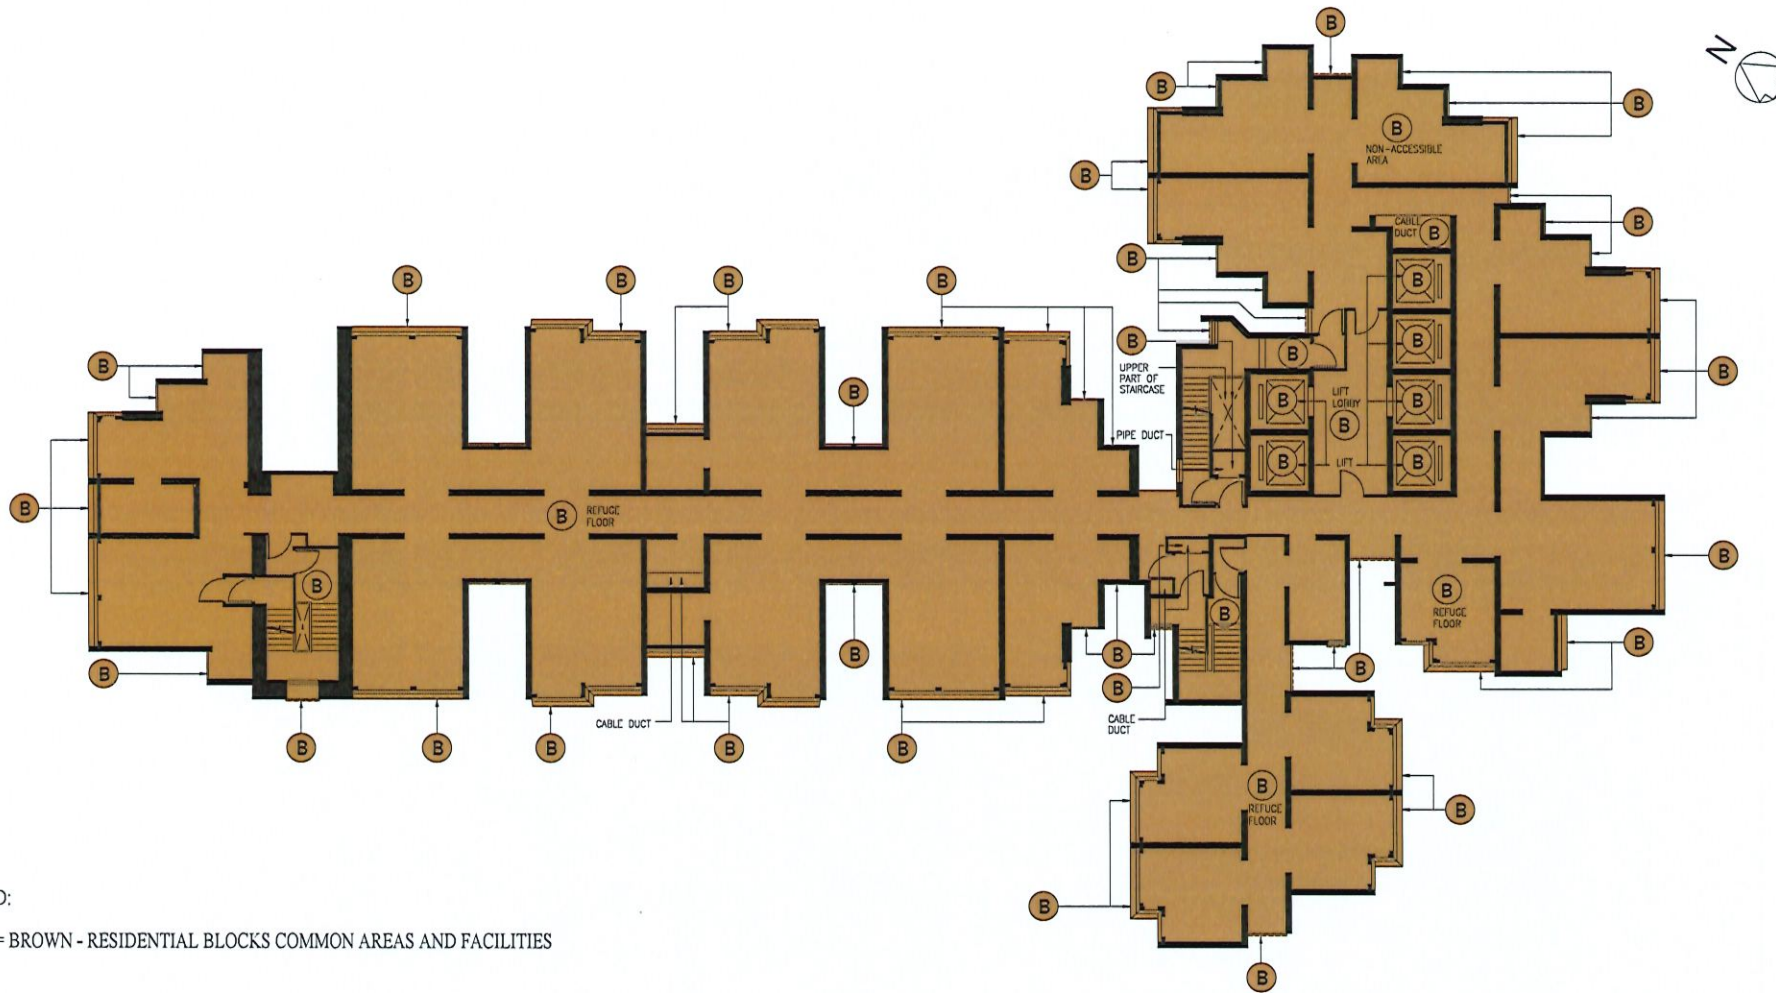 B
N
B
B
B
NON-ACCESSIBLE
AREA
B
B
CABLE
DUCT
B
B
B
B
B
B
B
B
B
B
B
UPPER
PART OF
STAIRCASE
B
B
B
LIFT
LOBBY
B
B
PIPE DUCT
B
LIFT
B
B
B
REFUGE
FLOOR
B
B
B
REFUGE
FLOOR
B
B
B
B
B
B
B
CABLE DUCT
CABLE
DUCT
B
B
B
B
B
B
REFUGE
FLOOR
B
B
D:
= BROWN - RESIDENTIAL BLOCKS COMMON AREAS AND FACILITIES
B